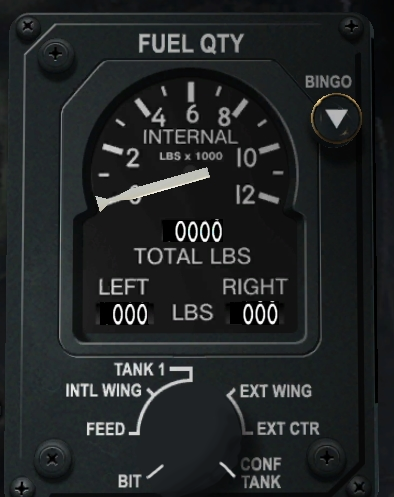 FUEL QTY
BINGO
4 6 8
INTERNAL
2 LBS x 1000 10
0 12
0000
TOTAL LBS
LEFT RIGHT
000 LBS 000
TANK 1
INTL WING EXT WING
FEED EXT CTR
BIT CONF
TANK